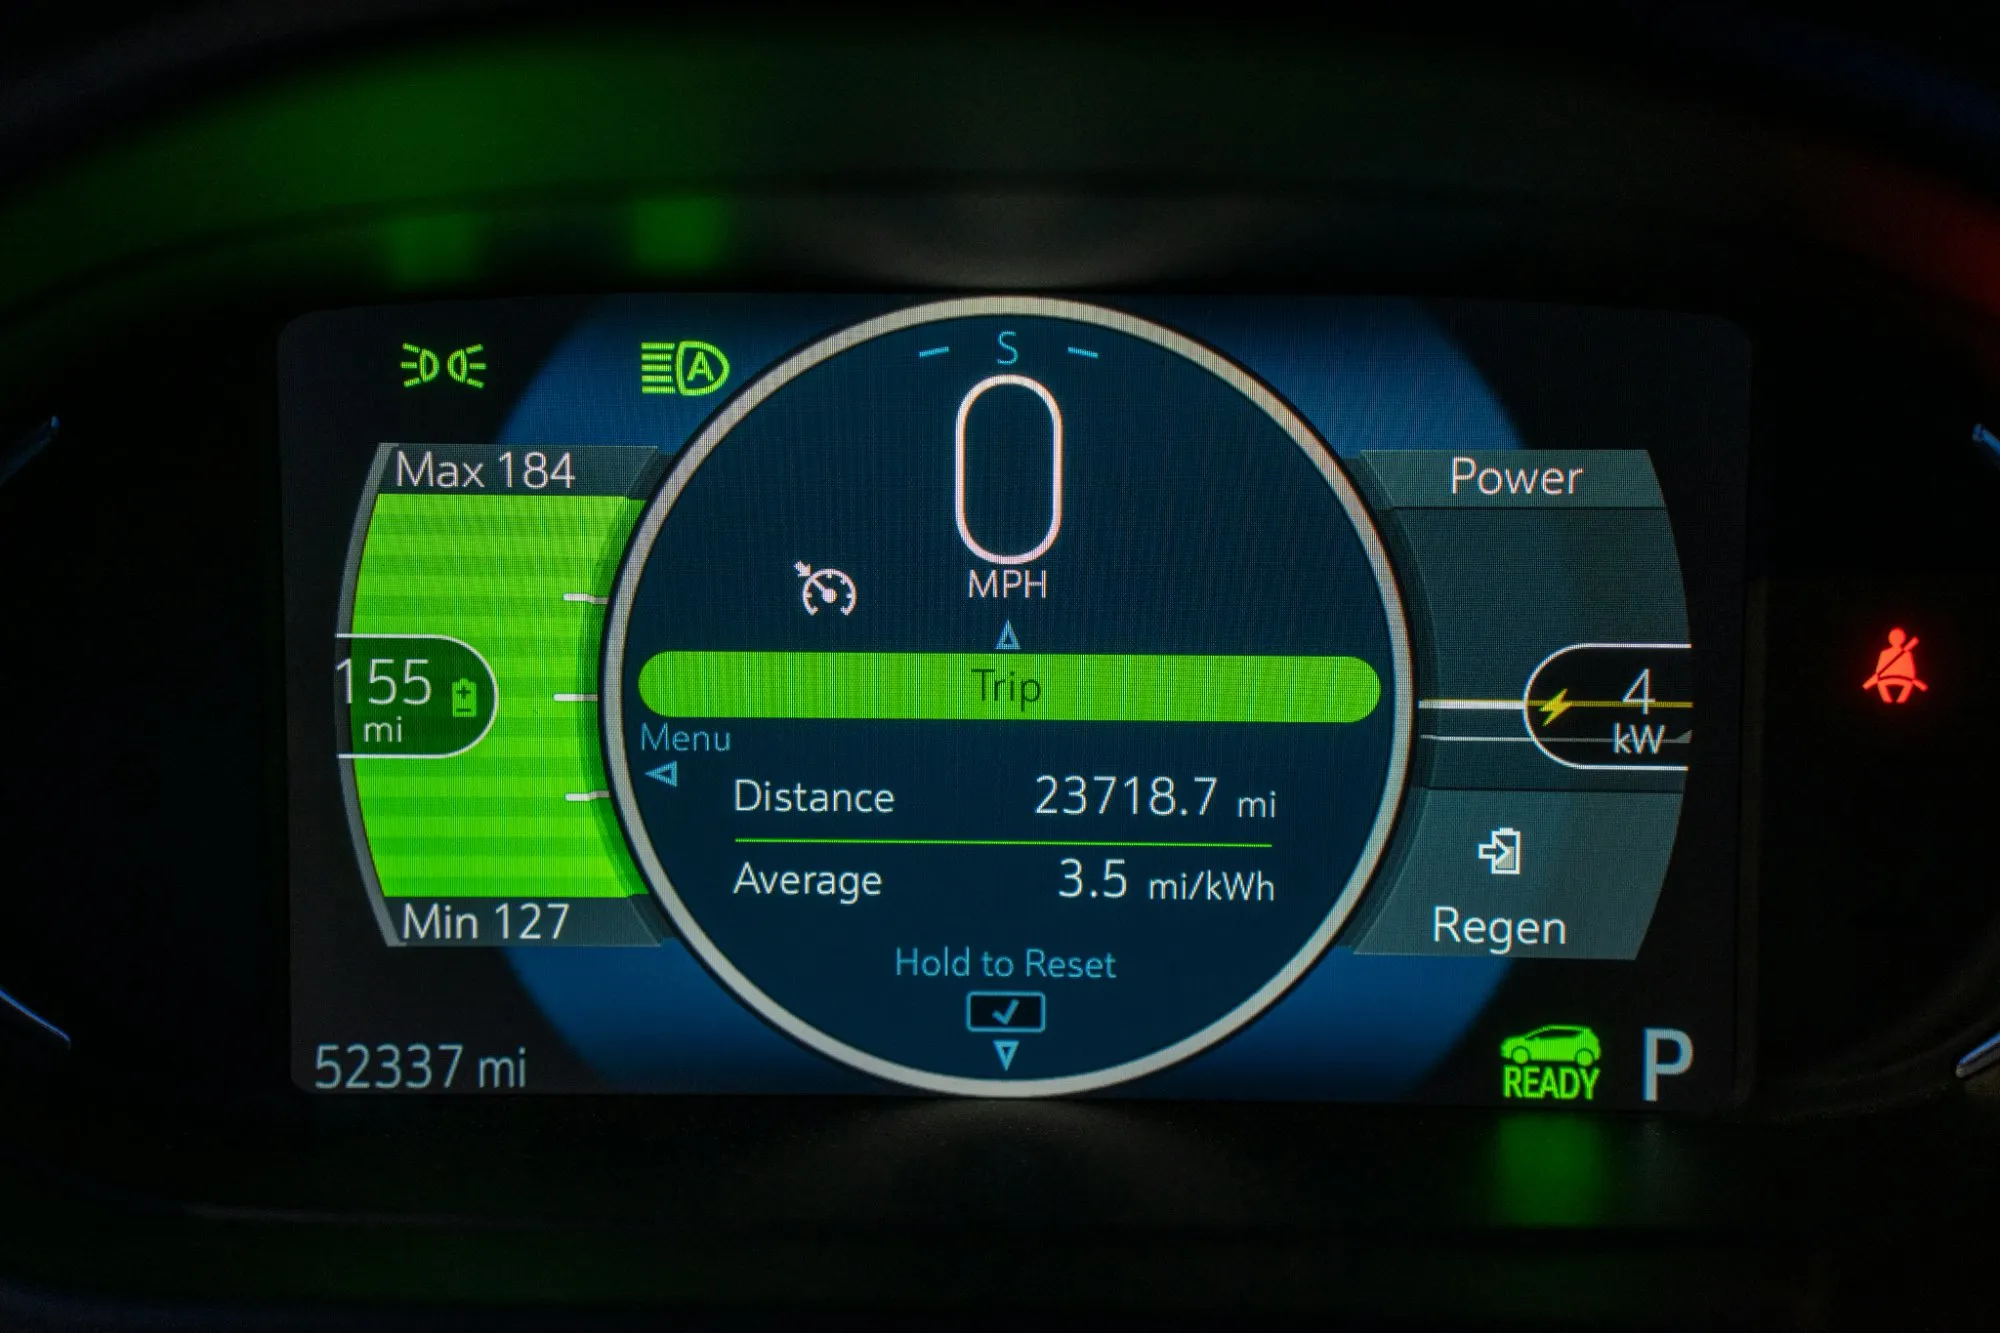 S
A
0
MPH
Max 184
155
mi
Min 127
Trip
Menu
Distance 23718.7 mi
Average 3.5 mi/kWh
Hold to Reset
Power
4
kW
Regen
52337 mi
READY
P